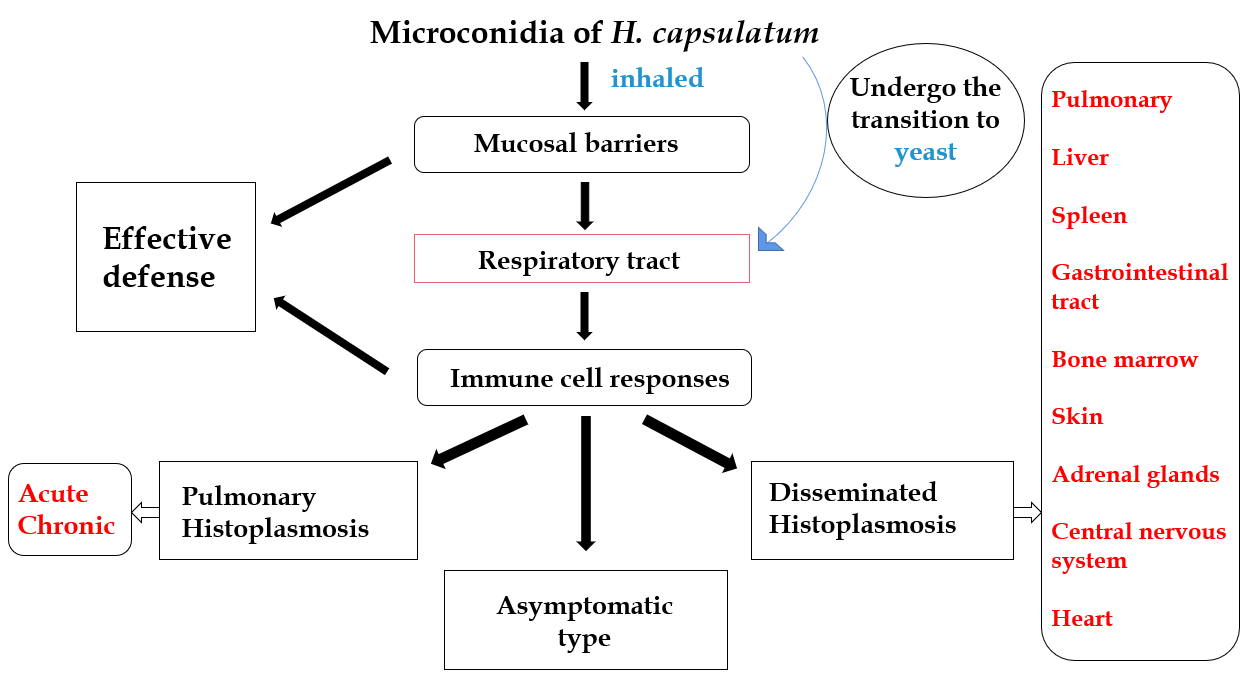 Microconidia of H. capsulatum
inhaled
Undergo the
transition to
yeast
Mucosal barriers
Effective
defense
Respiratory tract
Immune cell responses
Acute
Chronic
Pulmonary
Histoplasmosis
Asymptomatic
type
Disseminated
Histoplasmosis
Pulmonary
Liver
Spleen
Gastrointestinal
tract
Bone marrow
Skin
Adrenal glands
Central nervous
system
Heart